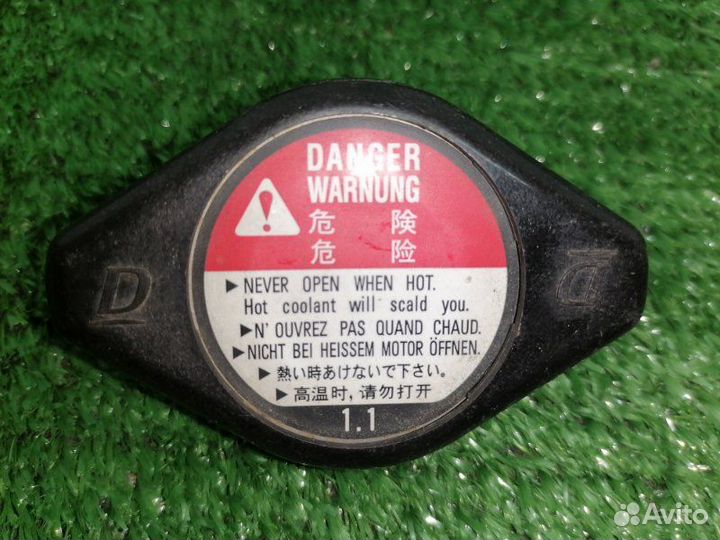 DANGER
WARNUNG
危 険
危 险
▶ NEVER OPEN WHEN HOT.
Hot coolant will scald you.
▶ N' OUVREZ PAS QUAND CHAUD.
▶ NICHT BEI HEISSEM MOTOR ÖFFNEN.
▶ 熱い時あけないで下さい。
▶ 高温时, 请勿打开
1.1
D
D
Avito